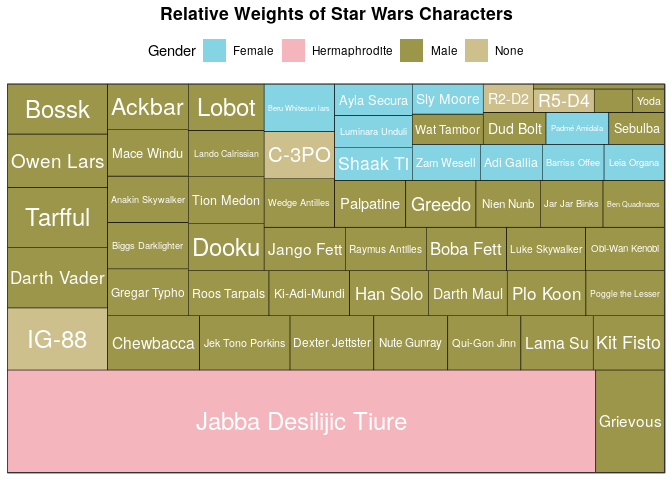 Relative Weights of Star Wars Characters
Gender Female Hermaphrodite Male None
Bossk
Ackbar
Lobot
Beru Whitesun lars
Ayla Secura
Sly Moore
R2-D2
R5-D4
Yoda
Luminara Unduli
Wat Tambor
Dud Bolt
Padmé Amidala
Sebulba
Owen Lars
Mace Windu
Lando Calrissian
C-3PO
Shaak Ti
Zam Wesell
Adi Gallia
Barriss Offee
Leia Organa
Tarfful
Anakin Skywalker
Tion Medon
Wedge Antilles
Palpatine
Greedo
Nien Nunb
Jar Jar Binks
Ben Quadinaros
Biggs Darklighter
Dooku
Jango Fett
Raymus Antilles
Boba Fett
Luke Skywalker
Obi-Wan Kenobi
Darth Vader
Gregar Typho
Roos Tarpals
Ki-Adi-Mundi
Han Solo
Darth Maul
Plo Koon
Poggle the Lesser
IG-88
Chewbacca
Jek Tono Porkins
Dexter Jettster
Nute Gunray
Qui-Gon Jinn
Lama Su
Kit Fisto
Jabba Desilijic Tiure
Grievous